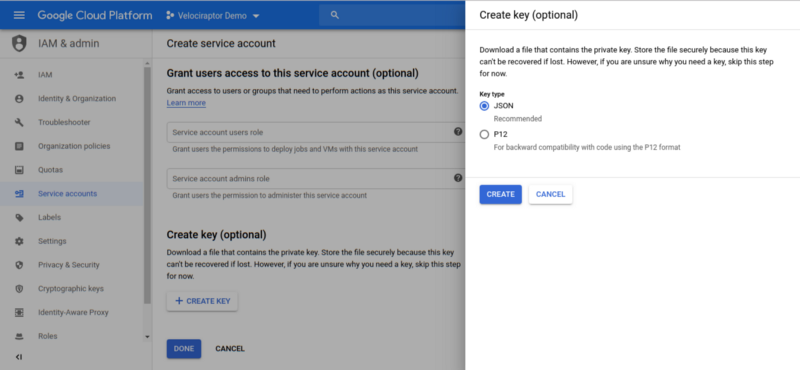 Google Cloud Platform
Velociraptor Demo
IAM & admin
IAM
Identity & Organization
Troubleshooter
Organization policies
Quotas
Service accounts
Labels
Settings
Privacy & Security
Cryptographic keys
Identity-Aware Proxy
Roles
Create service account
Grant users access to this service account (optional)
Grant access to users or groups that need to perform actions as this service account.
Learn more
Service account users role
Grant users the permissions to deploy jobs and VMs with this service account
Service account admins role
Grant users the permission to administer this service account
Create key (optional)
Download a file that contains the private key. Store the file securely because this key
can't be recovered if lost. However, if you are unsure why you need a key, skip this step
for now.
+ CREATE KEY
DONE
CANCEL
Create key (optional)
Download a file that contains the private key. Store the file securely because this key
can't be recovered if lost. However, if you are unsure why you need a key, skip this step
for now.
Key type
JSON
Recommended
P12
For backward compatibility with code using the P12 format
CREATE
CANCEL